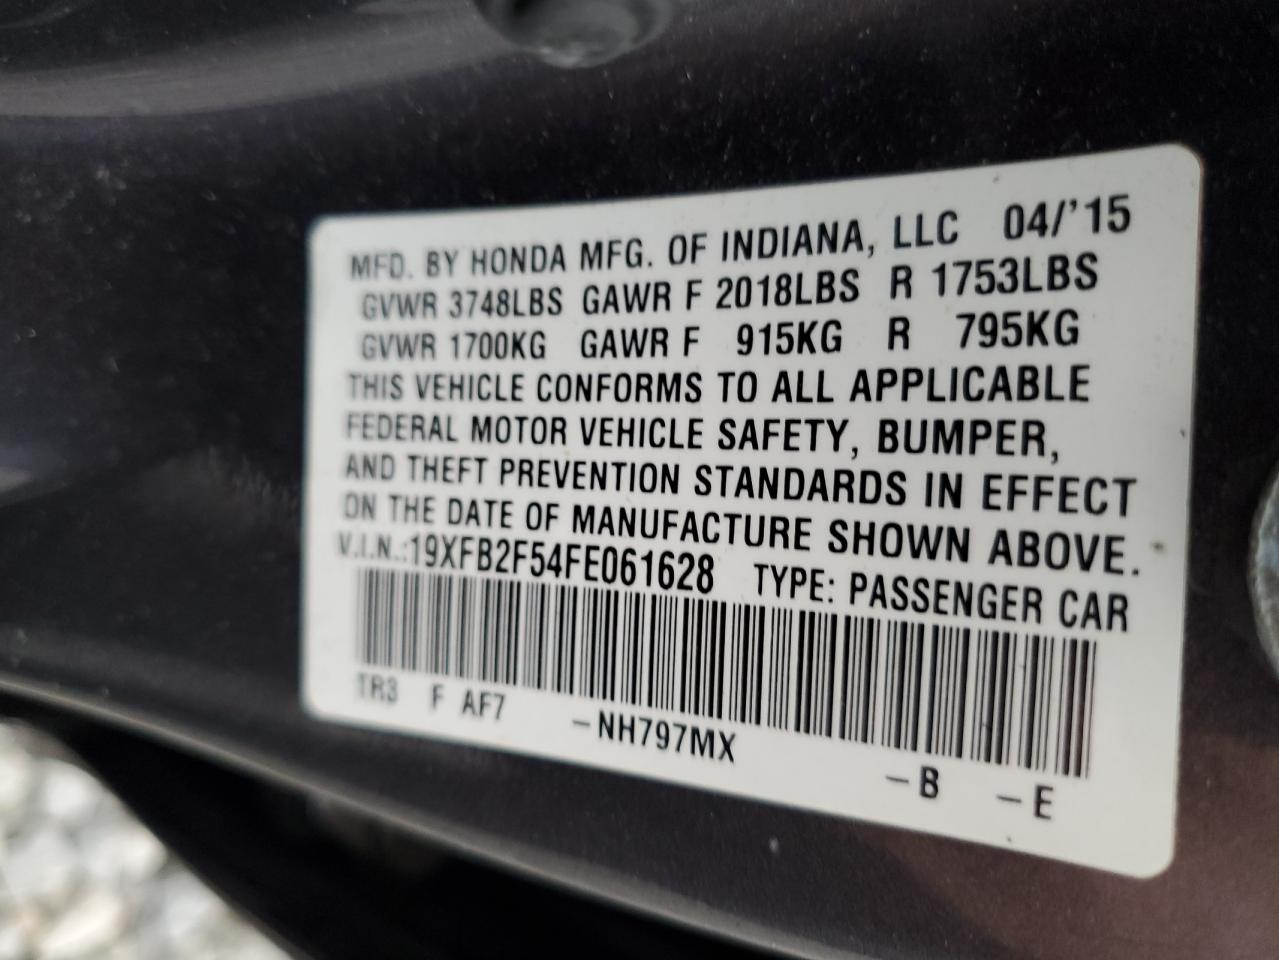 MFD. BY HONDA MFG. OF INDIANA, LLC 04/'15
GVWR 3748LBS GAWR F 2018LBS R 1753LBS
GVWR 1700KG GAWR F 915KG R 795KG
THIS VEHICLE CONFORMS TO ALL APPLICABLE
FEDERAL MOTOR VEHICLE SAFETY, BUMPER,
AND THEFT PREVENTION STANDARDS IN EFFECT
ON THE DATE OF MANUFACTURE SHOWN ABOVE.
V.I.N.:19XFB2F54FE061628 TYPE: PASSENGER CAR
TR3 F AF7 -NH797MX -B -E